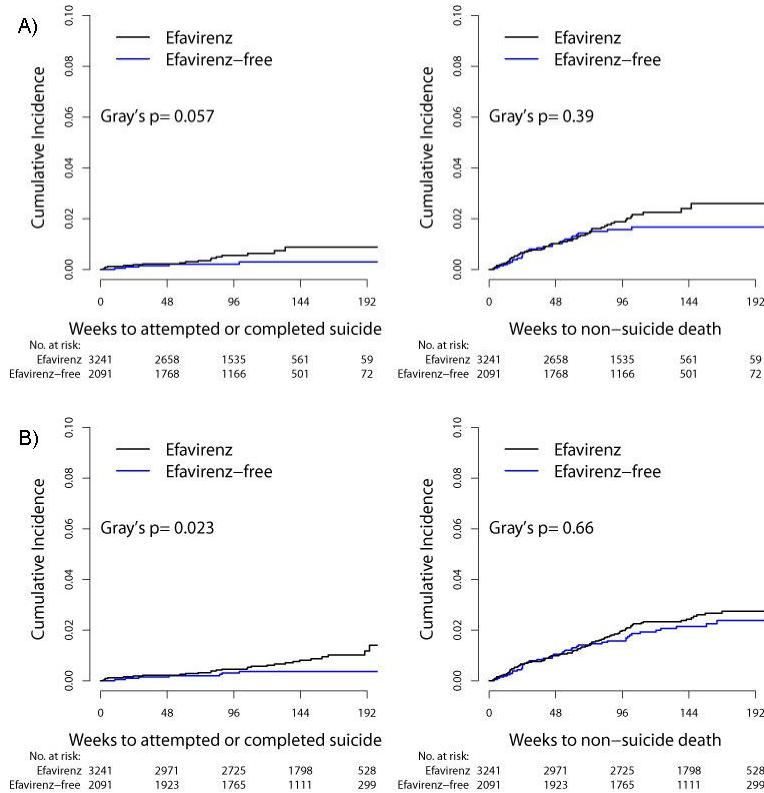 A)
Cumulative Incidence
0.00 0.02 0.04 0.06 0.08 0.10
Efavirenz
Efavirenz−free
Gray's p= 0.057
0 48 96 144 192
Weeks to attempted or completed suicide
No. at risk:
Efavirenz 3241 2658 1535 561 59
Efavirenz−free 2091 1768 1166 501 72
Cumulative Incidence
0.00 0.02 0.04 0.06 0.08 0.10
Efavirenz
Efavirenz−free
Gray's p= 0.39
0 48 96 144 192
Weeks to non−suicide death
No. at risk:
Efavirenz 3241 2658 1535 561 59
Efavirenz−free 2091 1768 1166 501 72
B)
Cumulative Incidence
0.00 0.02 0.04 0.06 0.08 0.10
Efavirenz
Efavirenz−free
Gray's p= 0.023
0 48 96 144 192
Weeks to attempted or completed suicide
No. at risk:
Efavirenz 3241 2971 2725 1798 528
Efavirenz−free 2091 1923 1765 1111 299
Cumulative Incidence
0.00 0.02 0.04 0.06 0.08 0.10
Efavirenz
Efavirenz−free
Gray's p= 0.66
0 48 96 144 192
Weeks to non−suicide death
No. at risk:
Efavirenz 3241 2971 2725 1798 528
Efavirenz−free 2091 1923 1765 1111 299